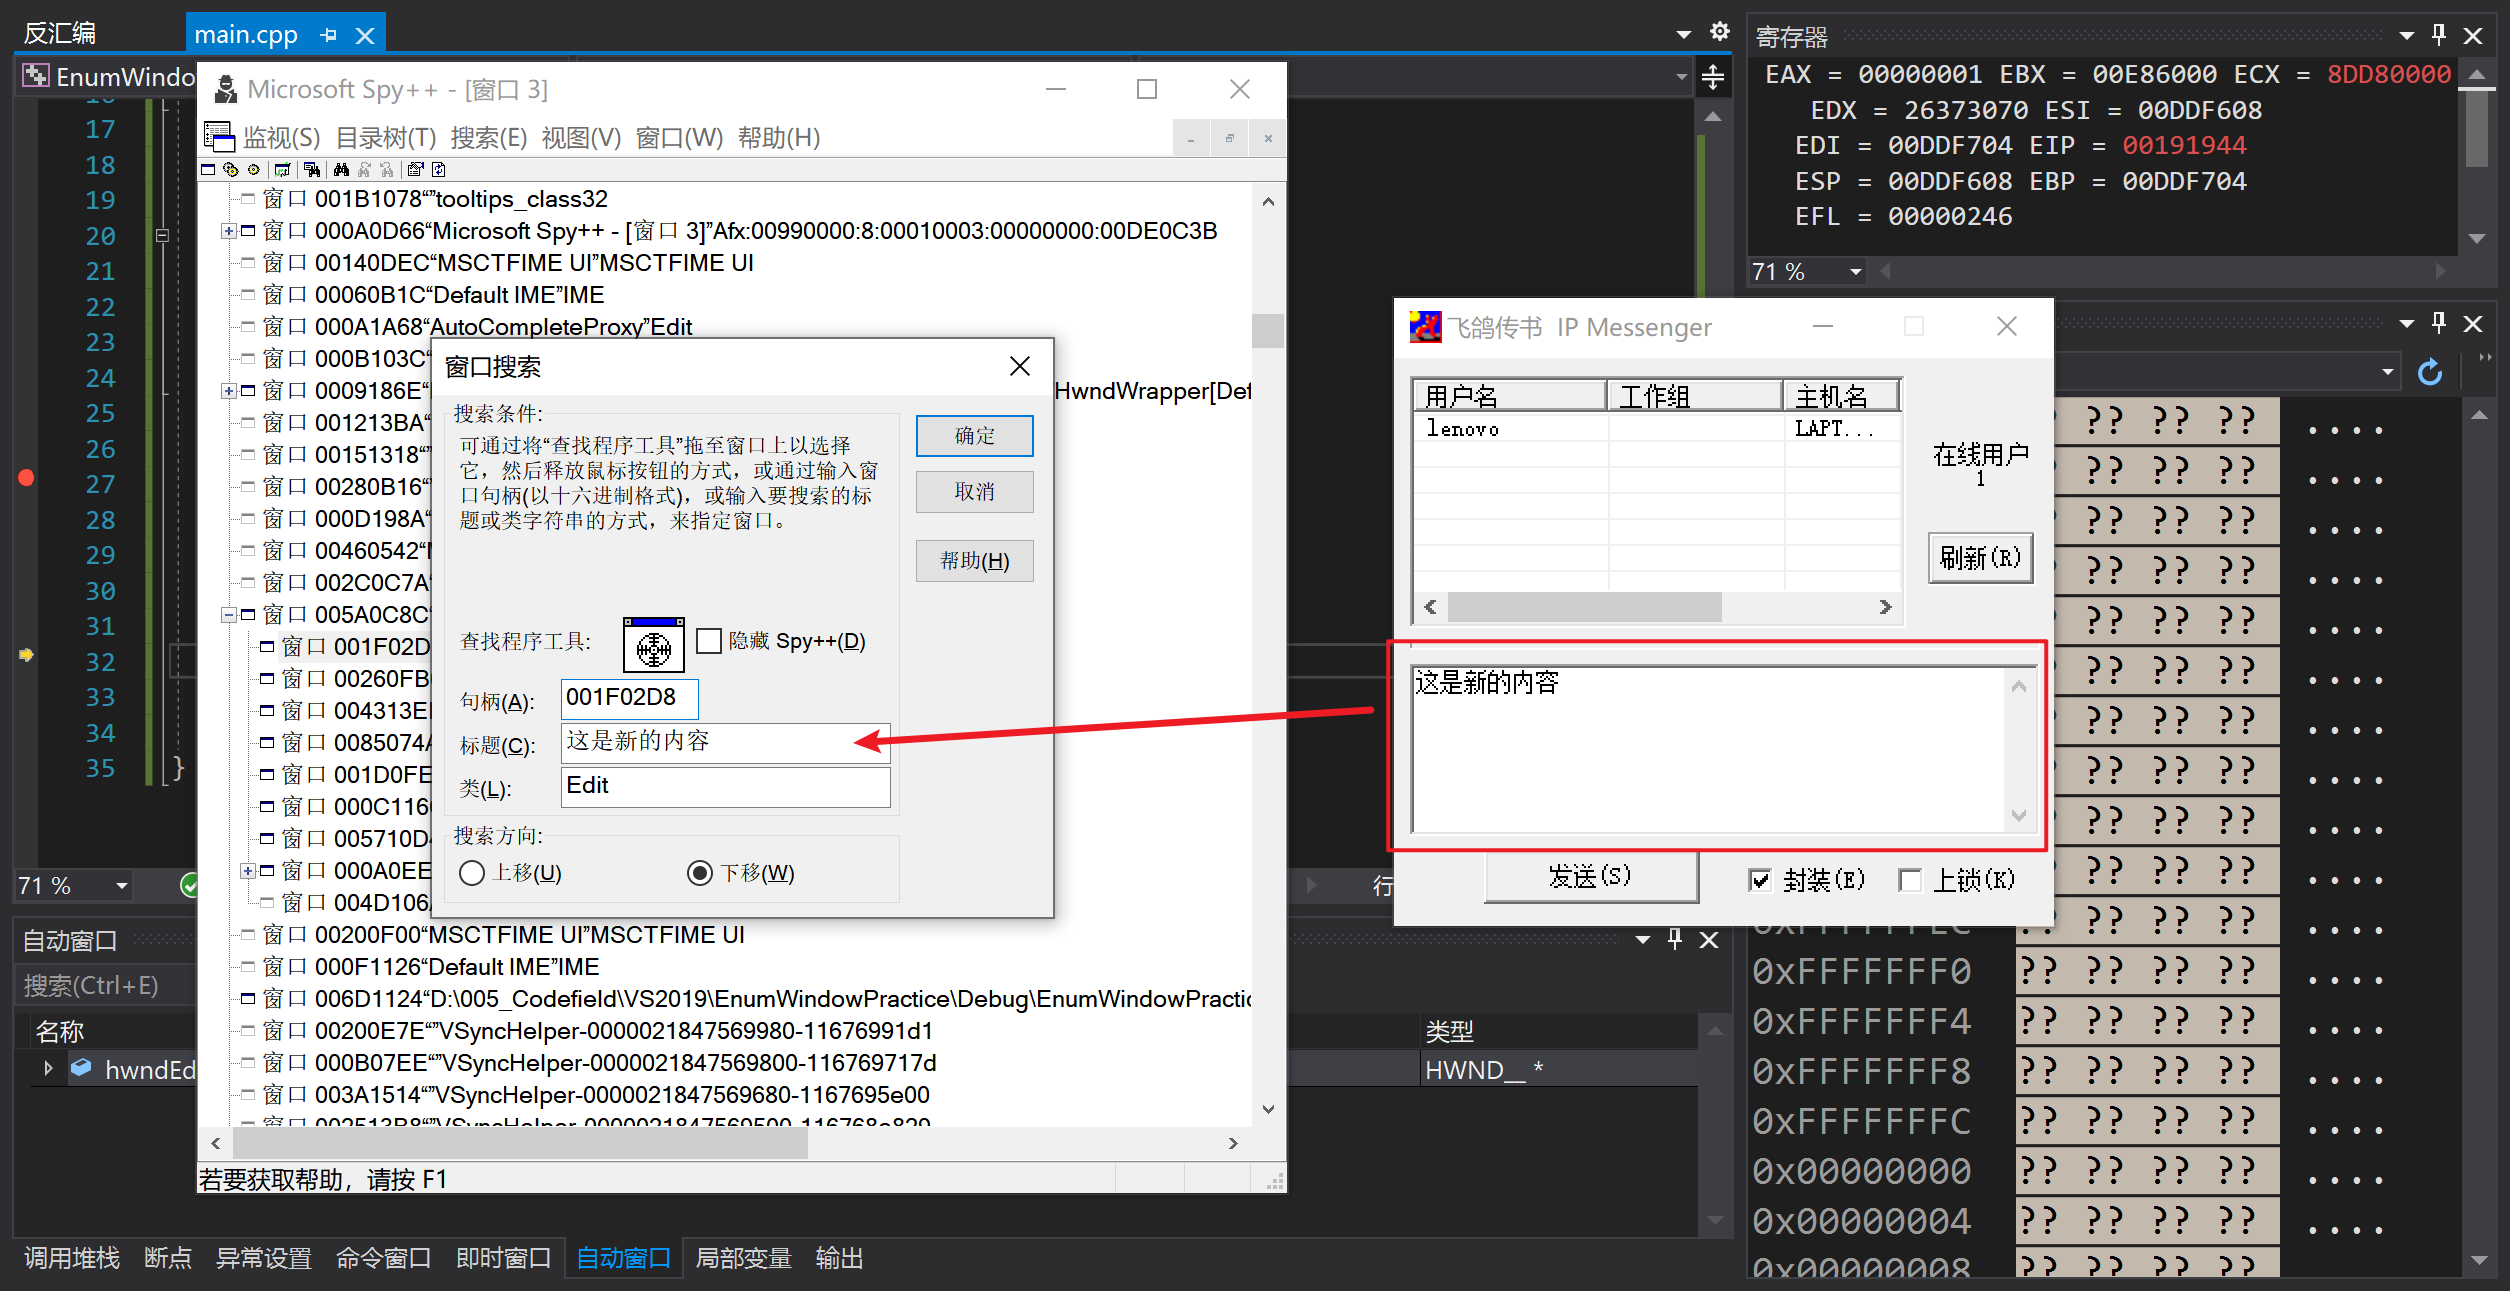 反汇编
main.cpp
EnumWindo
17
18
19
20
21
22
23
24
25
26
27
28
29
30
31
32
33
34
35
}
71 %
Microsoft Spy++ - [窗口 3]
监视(S) 目录树(T) 搜索(E) 视图(V) 窗口(W) 帮助(H)
窗口 001B1078“”tooltips_class32
窗口 000A0D66“Microsoft Spy++ - [窗口 3]”Afx:00990000:8:00010003:00000000:00DE0C3B
窗口 00140DEC“MSCTFIME UI”MSCTFIME UI
窗口 00060B1C“Default IME”IME
窗口 000A1A68“AutoCompleteProxy”Edit
窗口 000B103C“
窗口 0009186E“ HwndWrapper[Def
窗口 001213BA“
窗口 00151318“
窗口 00280B16“
窗口 000D198A“
窗口 00460542“
窗口 002C0C7A“
窗口 005A0C8C“
窗口 001F02D
窗口 00260FB
窗口 004313E
窗口 0085074
窗口 001D0FE
窗口 000C116
窗口 005710D
窗口 000A0EE
窗口 004D106
窗口 00200F00“MSCTFIME UI”MSCTFIME UI
窗口 000F1126“Default IME”IME
窗口 006D1124“D:\005_Codefield\VS2019\EnumWindowPractice\Debug\EnumWindowPractic
窗口 00200E7E“”VSyncHelper-0000021847569980-11676991d1
窗口 000B07EE“”VSyncHelper-0000021847569800-116769717d
窗口 003A1514“”VSyncHelper-0000021847569680-1167695e00
窗口 002513B8“”VSyncHelper-0000021847569500-116768e829
若要获取帮助，请按 F1
窗口搜索
搜索条件:
可通过将“查找程序工具”拖至窗口上以选择
它，然后释放鼠标按钮的方式，或通过输入窗
口句柄(以十六进制格式)，或输入要搜索的标
题或类字符串的方式，来指定窗口。
确定
取消
帮助(H)
查找程序工具:
隐藏 Spy++(D)
句柄(A): 001F02D8
标题(C): 这是新的内容
类(L): Edit
搜索方向:
上移(U) 下移(W)
行
寄存器
EAX = 00000001 EBX = 00E86000 ECX = 8DD80000
EDX = 26373070 ESI = 00DDF608
EDI = 00DDF704 EIP = 00191944
ESP = 00DDF608 EBP = 00DDF704
EFL = 00000246
71 %
飞鸽传书 IP Messenger
用户名 工作组 主机名
lenovo LAPT...
在线用户
1
刷新(R)
这是新的内容
发送(S) 封装(E) 上锁(K)
?? ?? ?? ....
?? ?? ?? ....
?? ?? ?? ....
?? ?? ?? ....
?? ?? ?? ....
?? ?? ?? ....
?? ?? ?? ....
?? ?? ?? ....
?? ?? ?? ....
?? ?? ?? ....
0xFFFFFFEC ?? ?? ?? ....
0xFFFFFFF0 ?? ?? ?? ?? ....
0xFFFFFFF4 ?? ?? ?? ?? ....
0xFFFFFFF8 ?? ?? ?? ?? ....
0xFFFFFFFC ?? ?? ?? ?? ....
0x00000000 ?? ?? ?? ?? ....
0x00000004 ?? ?? ?? ?? ....
0x00000008 ?? ?? ?? ??
自动窗口
搜索(Ctrl+E)
名称 类型
hwndEd HWND__ *
调用堆栈 断点 异常设置 命令窗口 即时窗口 自动窗口 局部变量 输出